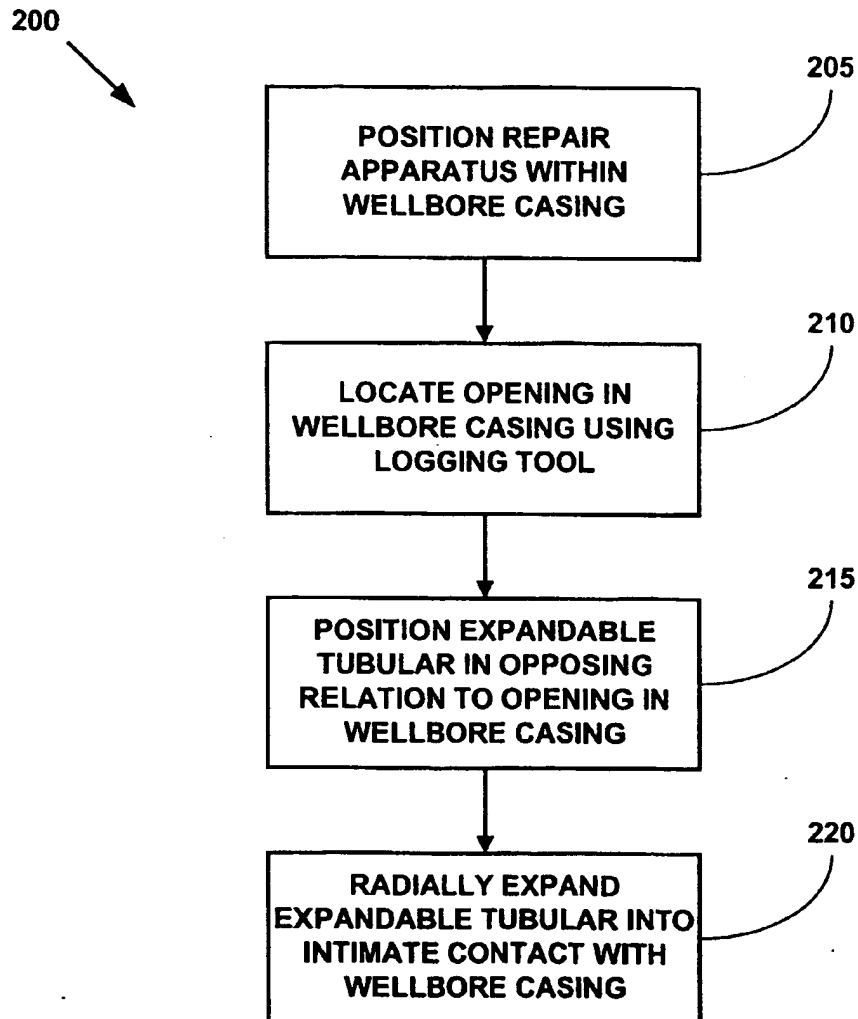 200
205
POSITION REPAIR
APPARATUS WITHIN
WELLBORE CASING
210
LOCATE OPENING IN
WELLBORE CASING USING
LOGGING TOOL
215
POSITION EXPANDABLE
TUBULAR IN OPPOSING
RELATION TO OPENING IN
WELLBORE CASING
220
RADIALLY EXPAND
EXPANDABLE TUBULAR INTO
INTIMATE CONTACT WITH
WELLBORE CASING